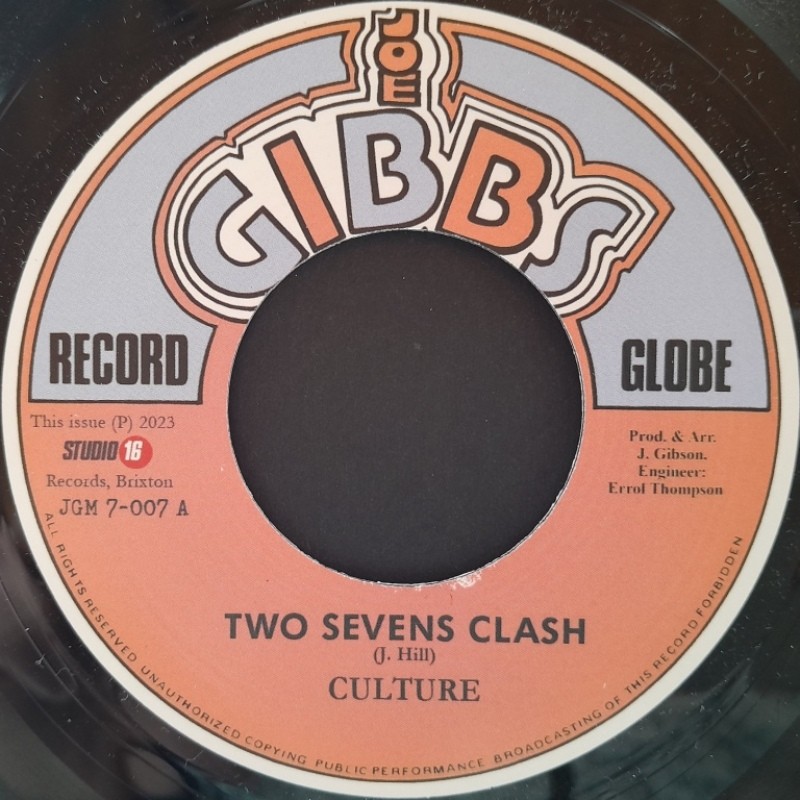 JOE
GIBBS
RECORD
GLOBE
This issue (P) 2023
STUDIO 16
Records, Brixton
JGM 7-007 A
Prod. & Arr.
J. Gibson.
Engineer:
Errol Thompson
TWO SEVENS CLASH
(J. Hill)
CULTURE
ALL RIGHTS RESERVED UNAUTHORIZED COPYING PUBLIC PERFORMANCE BROADCASTING OF THIS RECORD FORBIDDEN